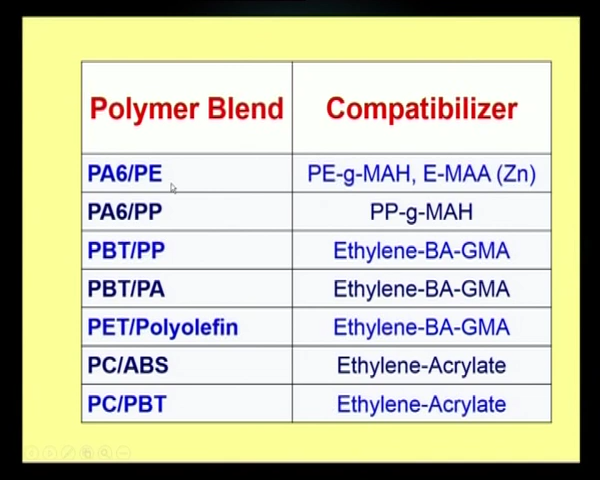 Polymer Blend Compatibilizer
PA6/PE PE-g-MAH, E-MAA (Zn)
PA6/PP PP-g-MAH
PBT/PP Ethylene-BA-GMA
PBT/PA Ethylene-BA-GMA
PET/Polyolefin Ethylene-BA-GMA
PC/ABS Ethylene-Acrylate
PC/PBT Ethylene-Acrylate